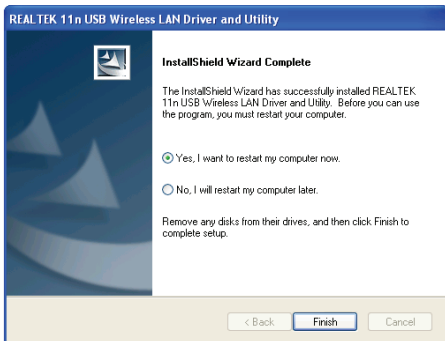 REALTEK 11n USB Wireless LAN Driver and Utility
InstallShield Wizard Complete
The InstallShield Wizard has successfully installed REALTEK
11n USB Wireless LAN Driver and Utility. Before you can use
the program, you must restart your computer.
Yes, I want to restart my computer now.
No, I will restart my computer later.
Remove any disks from their drives, and then click Finish to
complete setup.
< Back Finish Cancel